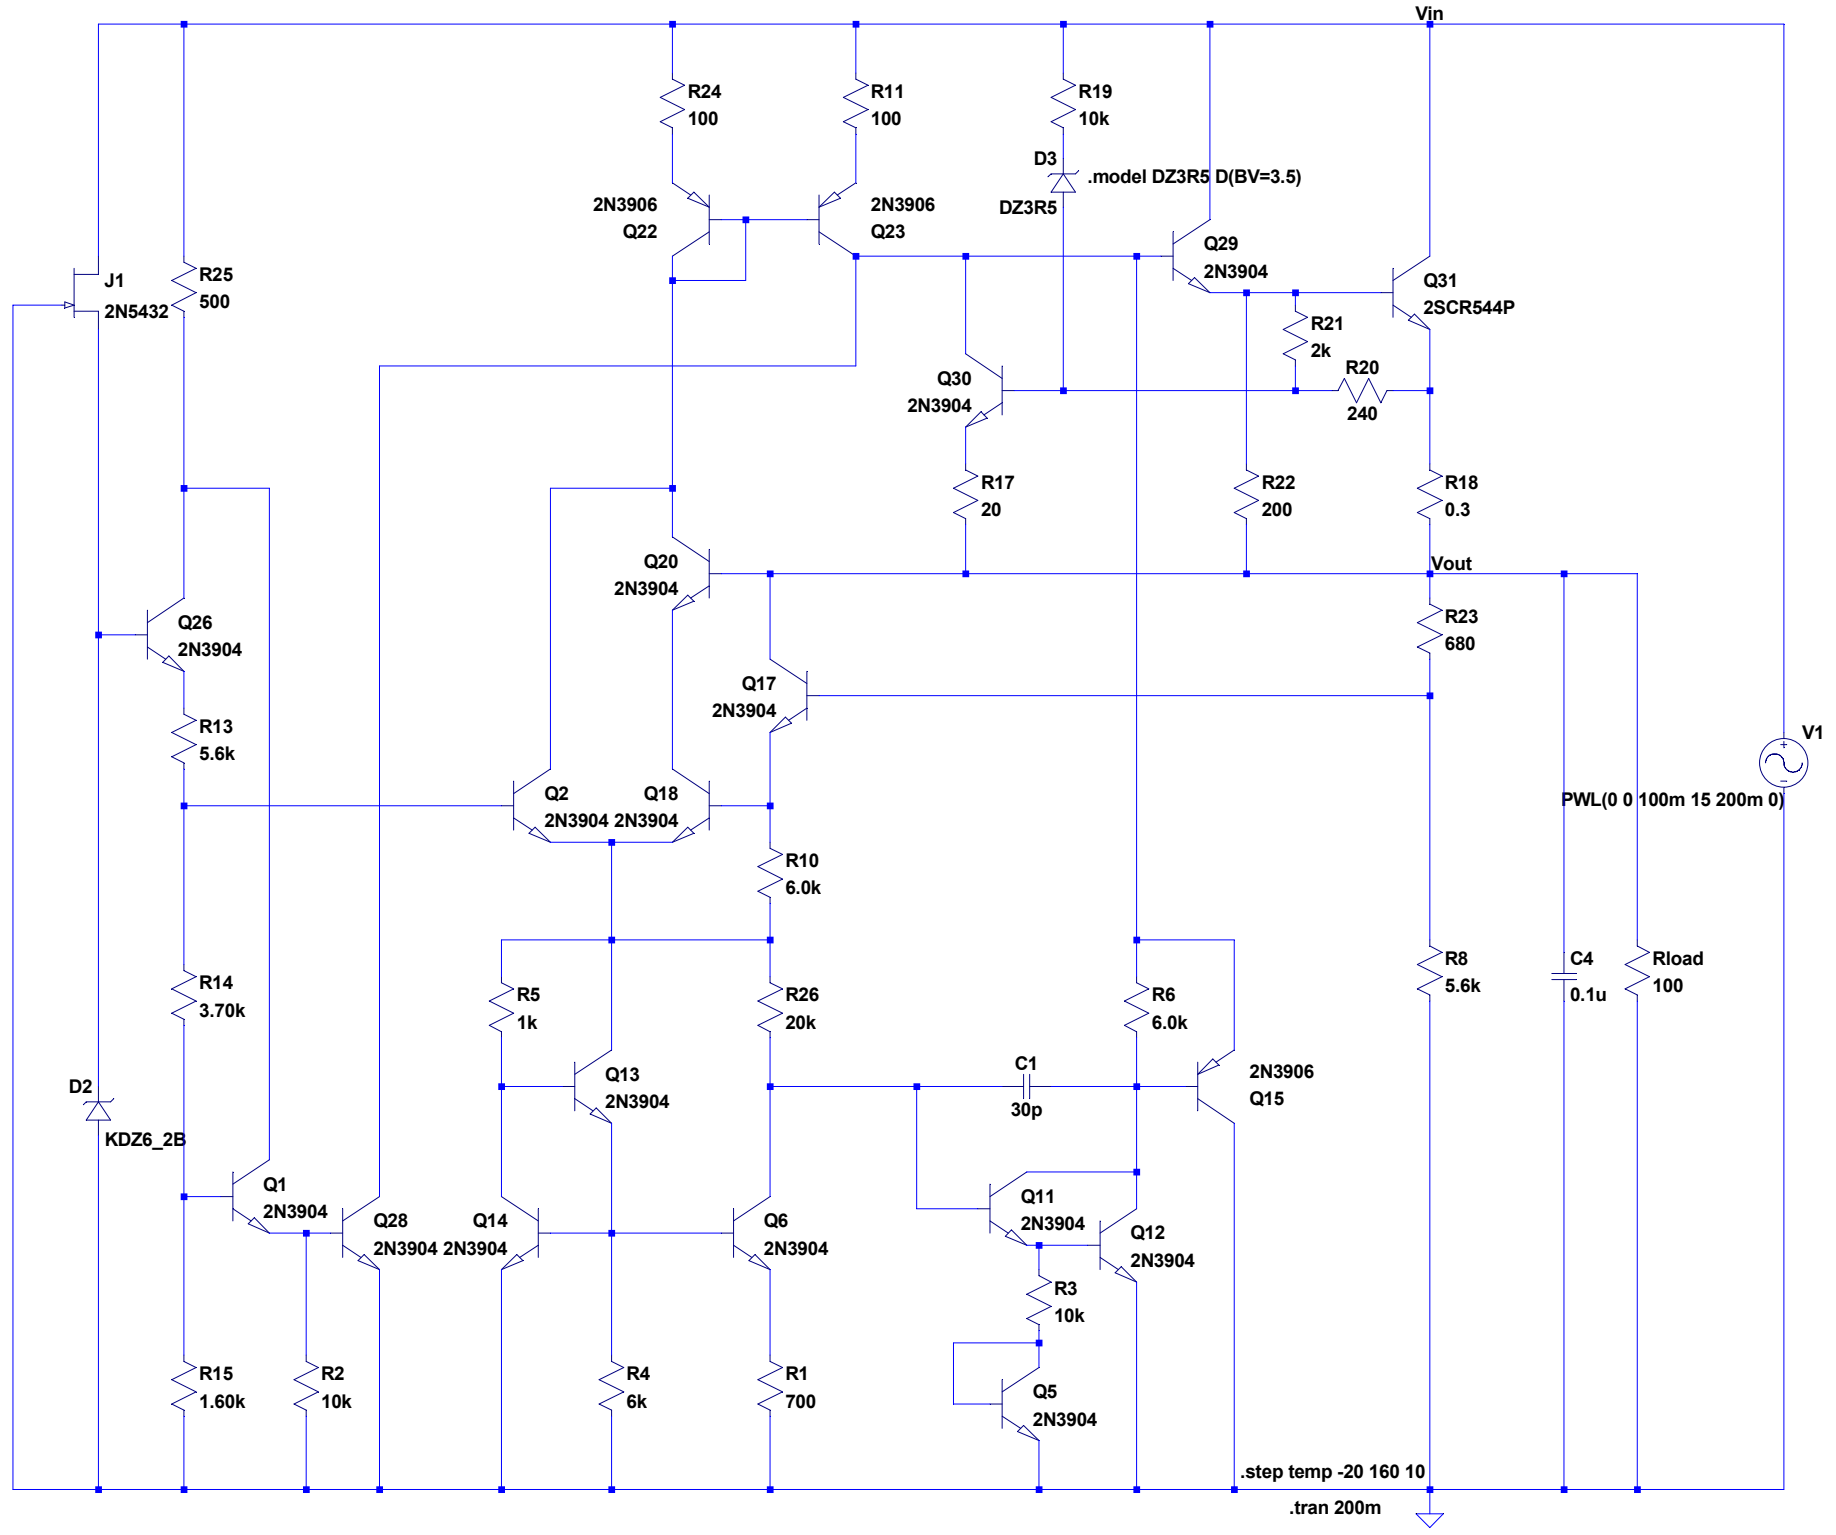 Vin
R24
100
R11
100
R19
10k
D3
.model DZ3R5 D(BV=3.5)
DZ3R5
2N3906
Q22
2N3906
Q23
Q29
2N3904
Q31
2SCR544P
J1
2N5432
R25
500
R21
2k
R20
240
Q30
2N3904
R17
20
R22
200
R18
0.3
Vout
Q20
2N3904
Q26
2N3904
R23
680
Q17
2N3904
R13
5.6k
V1
PWL(0 0 100m 15 200m 0)
Q2
2N3904
Q18
2N3904
R10
6.0k
R14
3.70k
R5
1k
R26
20k
R6
6.0k
R8
5.6k
C4
0.1u
Rload
100
C1
30p
Q13
2N3904
2N3906
Q15
D2
KDZ6_2B
Q1
2N3904
Q28
2N3904
Q14
2N3904
Q6
2N3904
Q11
2N3904
Q12
2N3904
R3
10k
R15
1.60k
R2
10k
R4
6k
R1
700
Q5
2N3904
.step temp -20 160 10
.tran 200m